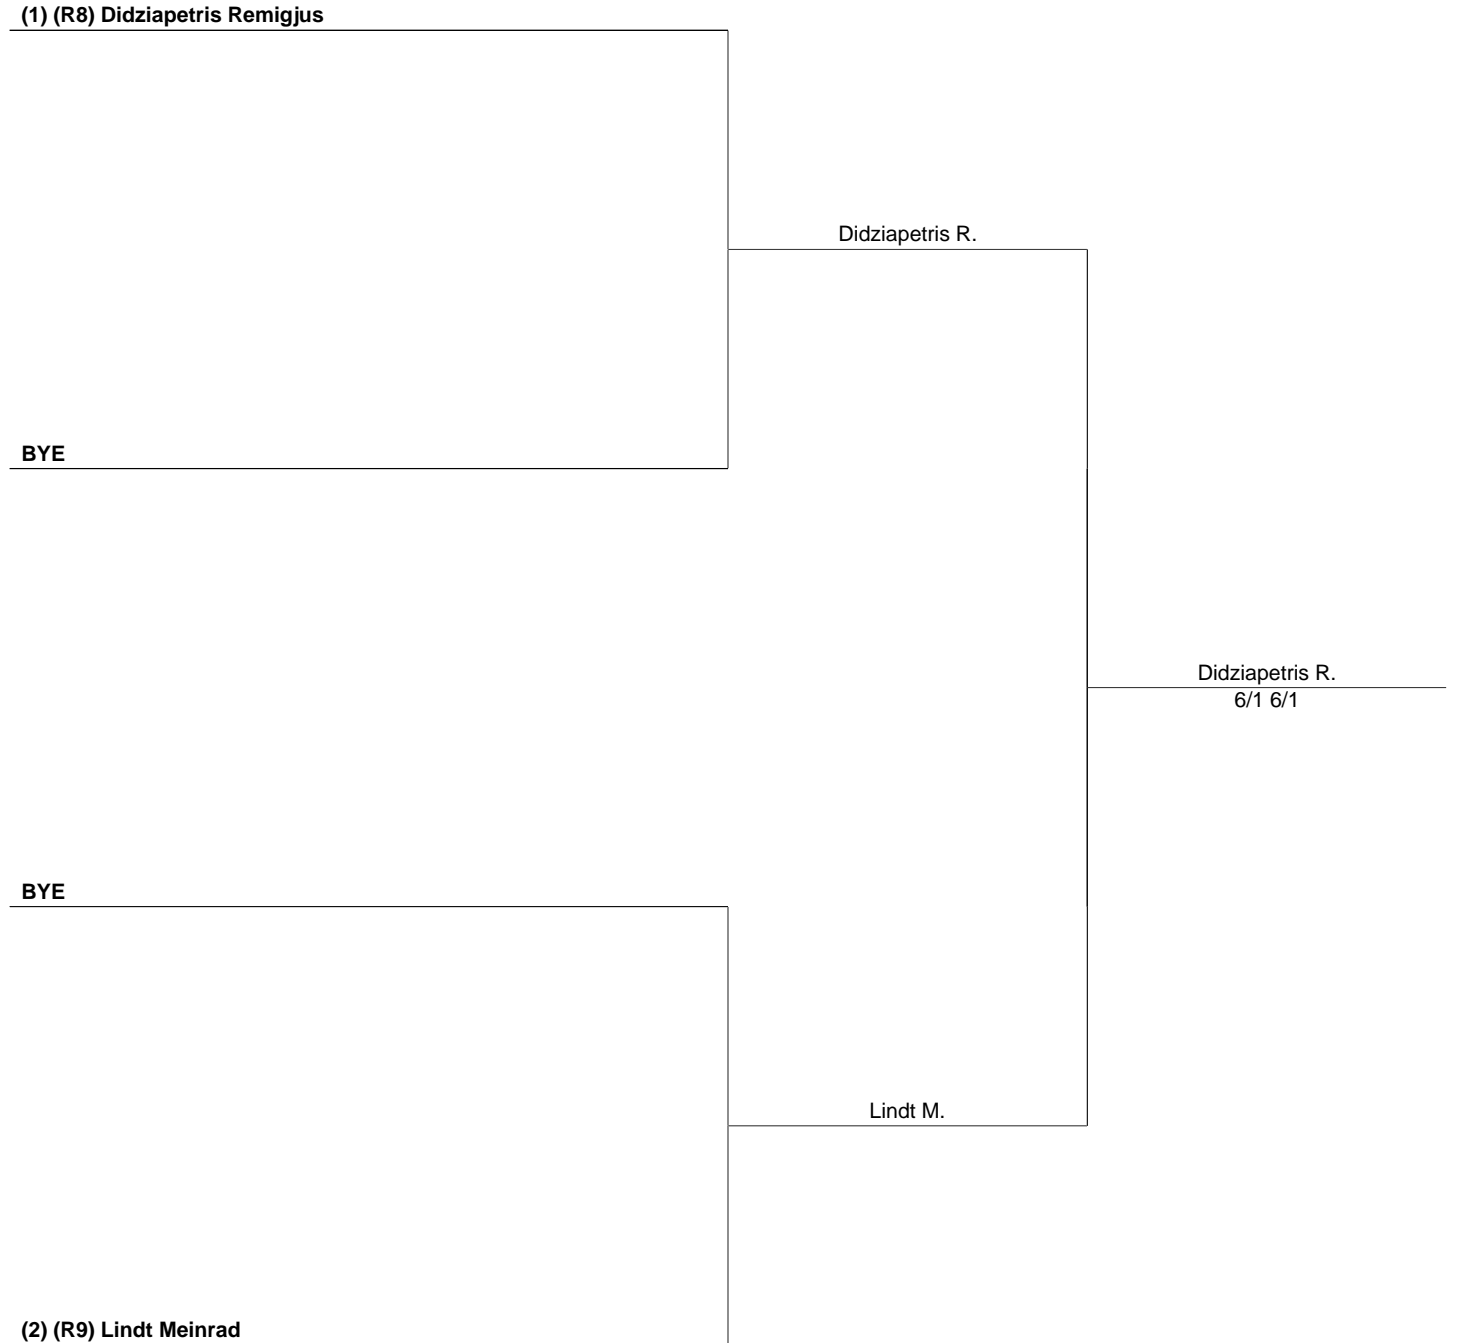 (1) (R8) Didziapetris Remigjus
Didziapetris R.
BYE
Didziapetris R.
6/1 6/1
BYE
Lindt M.
(2) (R9) Lindt Meinrad